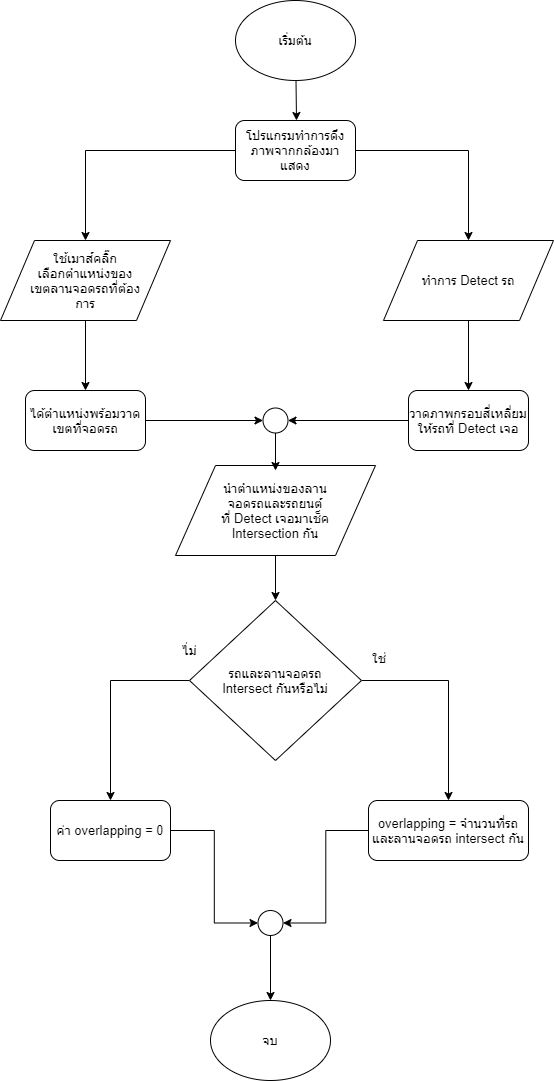 เริ่มต้น
โปรแกรมทำการดึง
ภาพจากกล้องมา
แสดง
ใช้เมาส์คลิ๊ก
เลือกตำแหน่งของ
เขตลานจอดรถที่ต้อง
การ
ทำการ Detect รถ
ได้ตำแหน่งพร้อมวาด
เขตที่จอดรถ
วาดภาพกรอบสี่เหลี่ยม
ให้รถที่ Detect เจอ
นำตำแหน่งของลาน
จอดรถและรถยนต์
ที่ Detect เจอมาเช็ค
Intersection กัน
ไม่
ใช่
รถและลานจอดรถ
Intersect กันหรือไม่
ค่า overlapping = 0
overlapping = จำนวนที่รถ
และลานจอดรถ intersect กัน
จบ